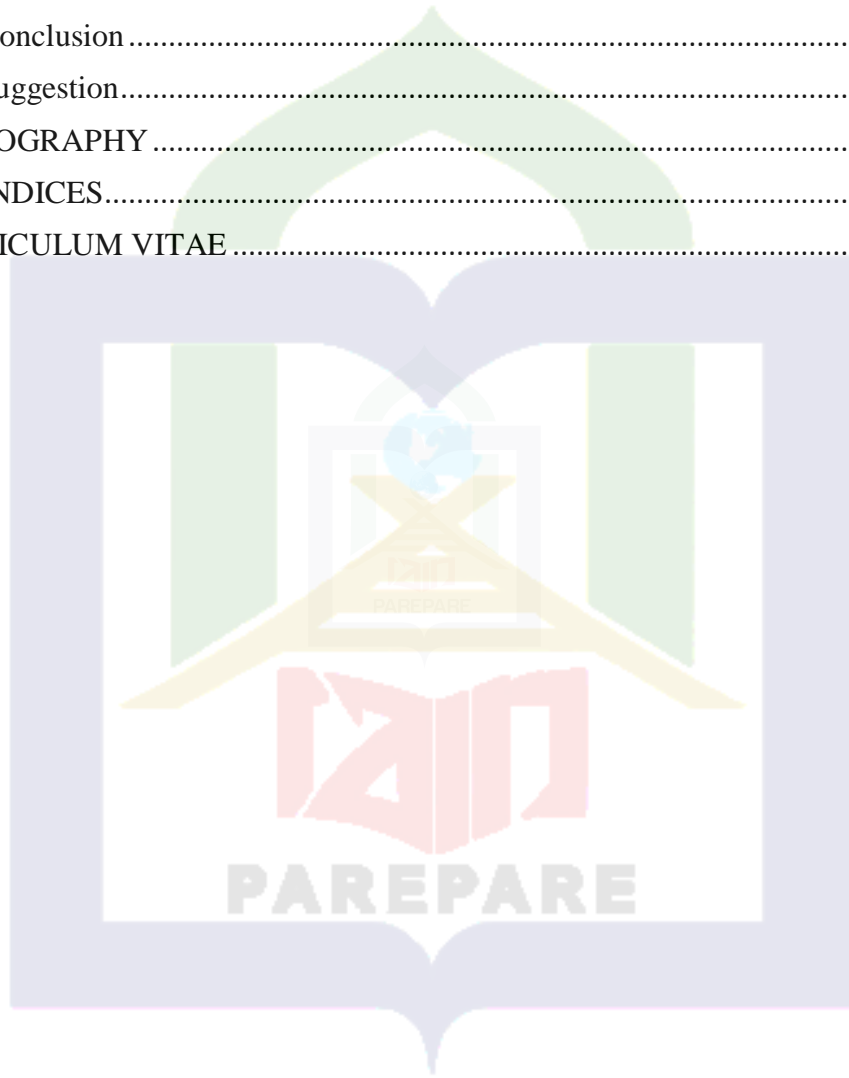 onclusion ..........................................................................................
uggestion...........................................................................................
OGRAPHY ......................................................................................
NDICES............................................................................................
ICULUM VITAE .............................................................................
PAREPARE
PAREPARE